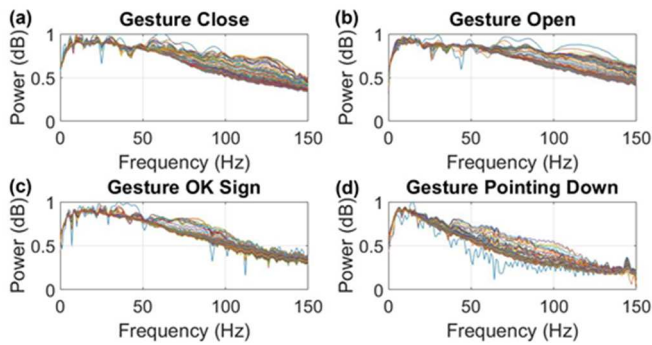 (a) Gesture Close
Power (dB)
1
0.5
0
0 50 100 150
Frequency (Hz)
(b) Gesture Open
Power (dB)
1
0.5
0
0 50 100 150
Frequency (Hz)
(c) Gesture OK Sign
Power (dB)
1
0.5
0
0 50 100 150
Frequency (Hz)
(d) Gesture Pointing Down
Power (dB)
1
0.5
0
0 50 100 150
Frequency (Hz)